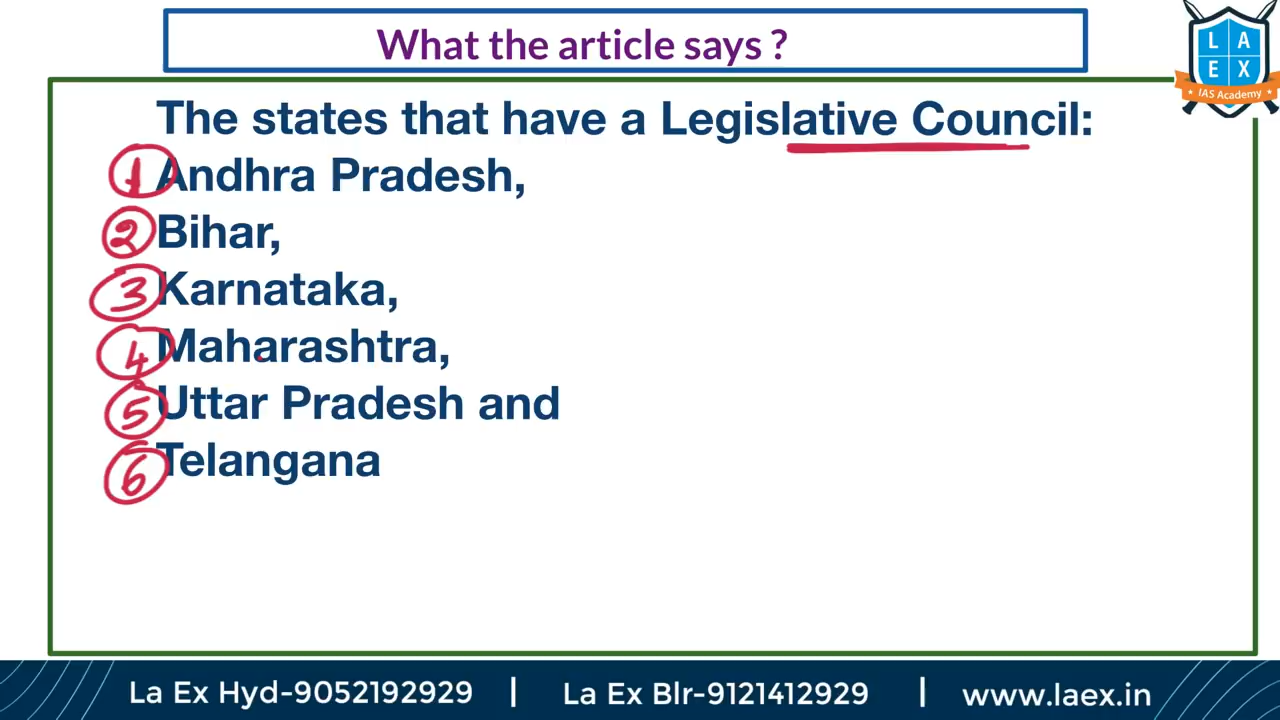 What the article says ?
L A
E X
IAS Academy
The states that have a Legislative Council:
1 Andhra Pradesh,
2 Bihar,
3 Karnataka,
4 Maharashtra,
5 Uttar Pradesh and
6 Telangana
La Ex Hyd-9052192929 | La Ex Blr-9121412929 | www.laex.in